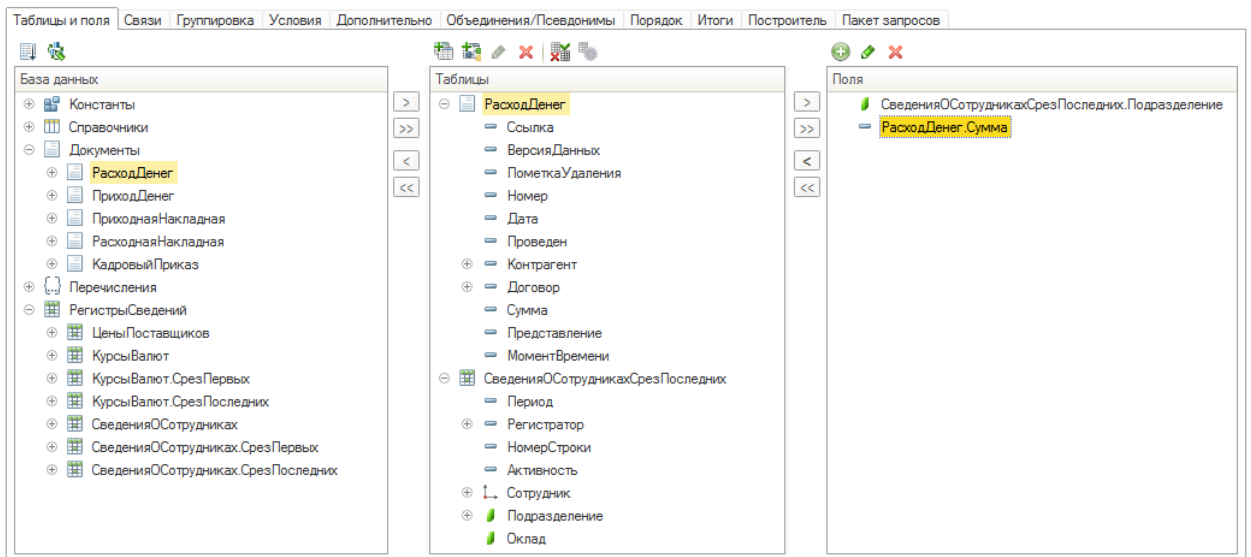 Таблицы и поля Связи Группировка Условия Дополнительно Объединения/Псевдонимы Порядок Итоги Построитель Пакет запросов
База данных
Константы
Справочники
Документы
РасходДенег
ПриходДенег
ПриходнаяНакладная
РасходнаяНакладная
КадровыйПриказ
Перечисления
РегистрыСведений
ЦеныПоставщиков
КурсыВалют
КурсыВалют.СрезПервых
КурсыВалют.СрезПоследних
СведенияОСотрудниках
СведенияОСотрудниках.СрезПервых
СведенияОСотрудниках.СрезПоследних
>
>>
<
<<
Таблицы
РасходДенег
Ссылка
ВерсияДанных
ПометкаУдаления
Номер
Дата
Проведен
Контрагент
Договор
Сумма
Представление
МоментВремени
СведенияОСотрудникахСрезПоследних
Период
Регистратор
НомерСтроки
Активность
Сотрудник
Подразделение
Оклад
>
>>
<
<<
Поля
СведенияОСотрудникахСрезПоследних.Подразделение
РасходДенег.Сумма